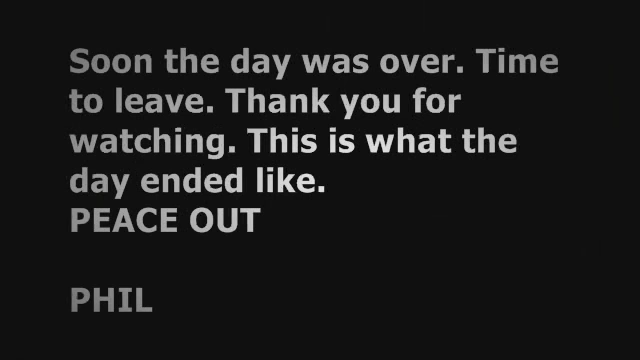 Soon the day was over. Time
to leave. Thank you for
watching. This is what the
day ended like.
PEACE OUT
PHIL